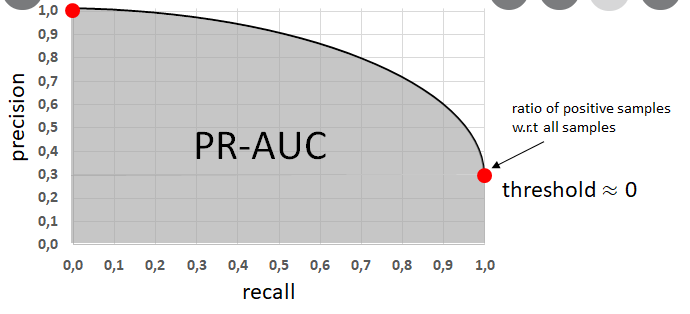 1,0
0,9
0,8
0,7
0,6
0,5
0,4
0,3
0,2
0,1
0,0
precision
PR-AUC
ratio of positive samples
w.r.t all samples
threshold ≈ 0
0,0 0,1 0,2 0,3 0,4 0,5 0,6 0,7 0,8 0,9 1,0
recall